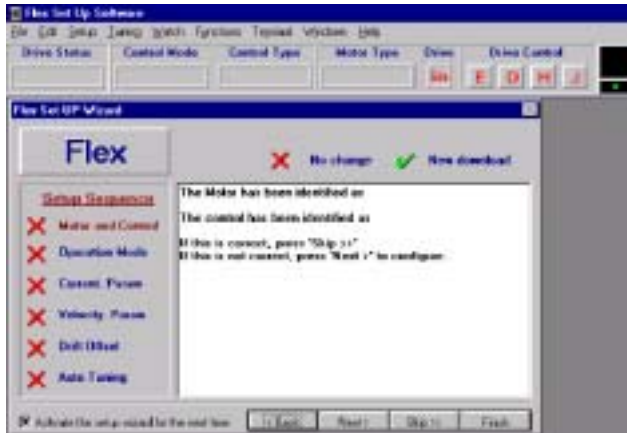 Flex Set Up Software
File Edit Setup Tuning Watch Functions Terminal Windows Help
Drive Status Control Mode Control Type Motor Type Drive Drive Control
E D H J
Flex Set UP Wizard
Flex
No change New download
Setup Sequence
Motor and Control
Operation Mode
Current Param
Velocity Param
Drift Offset
Auto Tuning
The Motor has been identified as
The control has been identified as
If this is correct, press "Skip >>"
If this is not correct, press "Next >" to configure.
Activate the setup wizard for the next time
< Back Next > Skip >> Finish